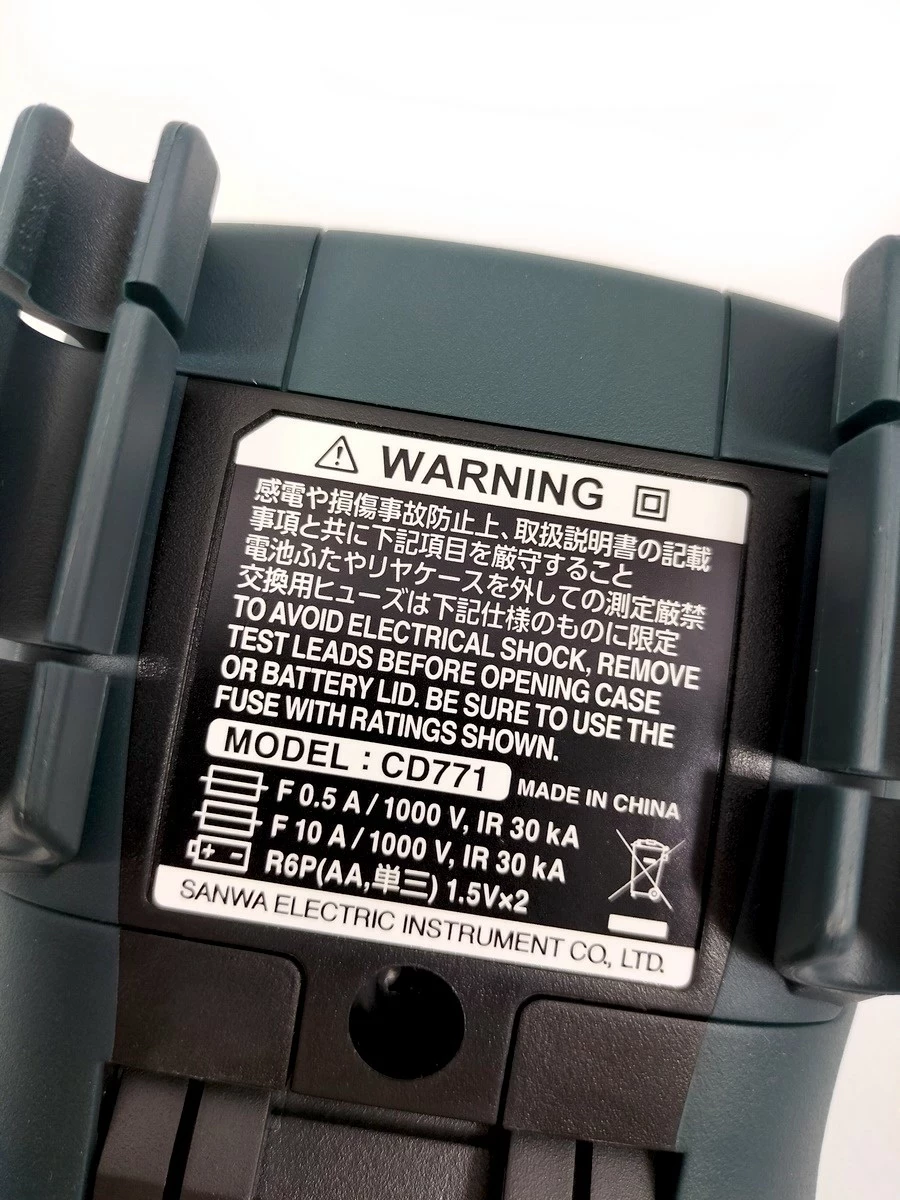 WARNING
感電や損傷事故防止上、取扱説明書の記載
事項と共に下記項目を厳守すること
電池ふたやリヤケースを外しての測定厳禁
交換用ヒューズは下記仕様のものに限定
TO AVOID ELECTRICAL SHOCK, REMOVE
TEST LEADS BEFORE OPENING CASE
OR BATTERY LID. BE SURE TO USE THE
FUSE WITH RATINGS SHOWN.
MODEL : CD771 MADE IN CHINA
F 0.5 A / 1000 V, IR 30 kA
F 10 A / 1000 V, IR 30 kA
R6P(AA,単三) 1.5V×2
SANWA ELECTRIC INSTRUMENT CO., LTD.